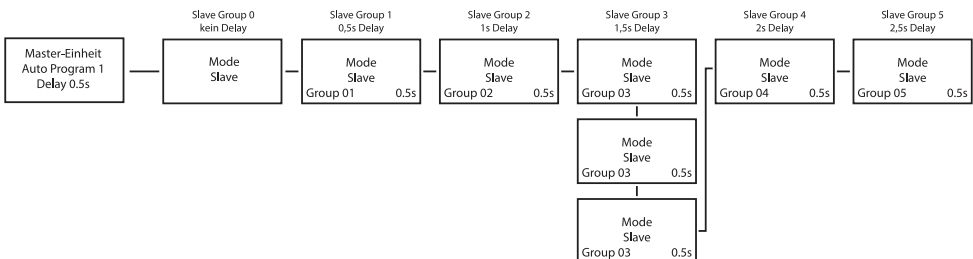 Slave Group 0
kein Delay
Slave Group 1
0,5s Delay
Slave Group 2
1s Delay
Slave Group 3
1,5s Delay
Slave Group 4
2s Delay
Slave Group 5
2,5s Delay
Master-Einheit
Auto Program 1
Delay 0.5s
Mode
Slave
Mode
Slave
Group 01 0.5s
Mode
Slave
Group 02 0.5s
Mode
Slave
Group 03 0.5s
Mode
Slave
Group 04 0.5s
Mode
Slave
Group 05 0.5s
Mode
Slave
Group 03 0.5s
Mode
Slave
Group 03 0.5s